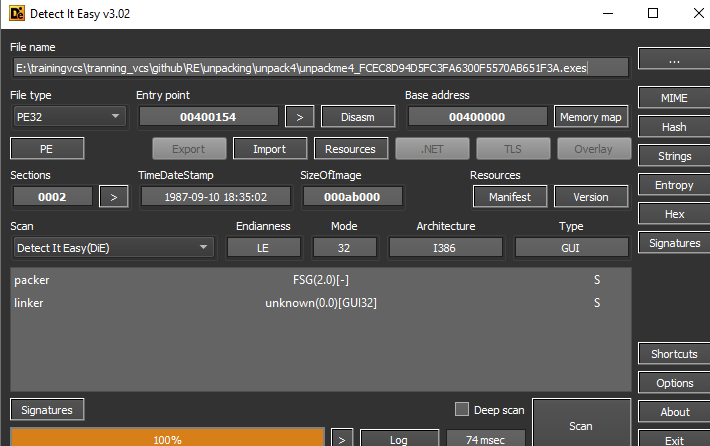 Detect It Easy v3.02
File name
E:\trainingvcs\tranning_vcs\github\RE\unpacking\unpack4\unpackme4_FCEC8D94D5FC3FA6300F5570AB651F3A.exes
...
File type Entry point Base address
PE32 00400154 > Disasm 00400000 Memory map MIME
PE Export Import Resources .NET TLS Overlay Hash
Strings
Sections TimeDateStamp SizeOfImage Resources
0002 > 1987-09-10 18:35:02 000ab000 Manifest Version Entropy
Hex
Scan Endianness Mode Architecture Type
Detect It Easy(DiE) LE 32 I386 GUI Signatures
packer FSG(2.0)[-] S
linker unknown(0.0)[GUI32] S
Shortcuts
Options
Signatures Deep scan Scan About
100% > Log 74 msec Exit